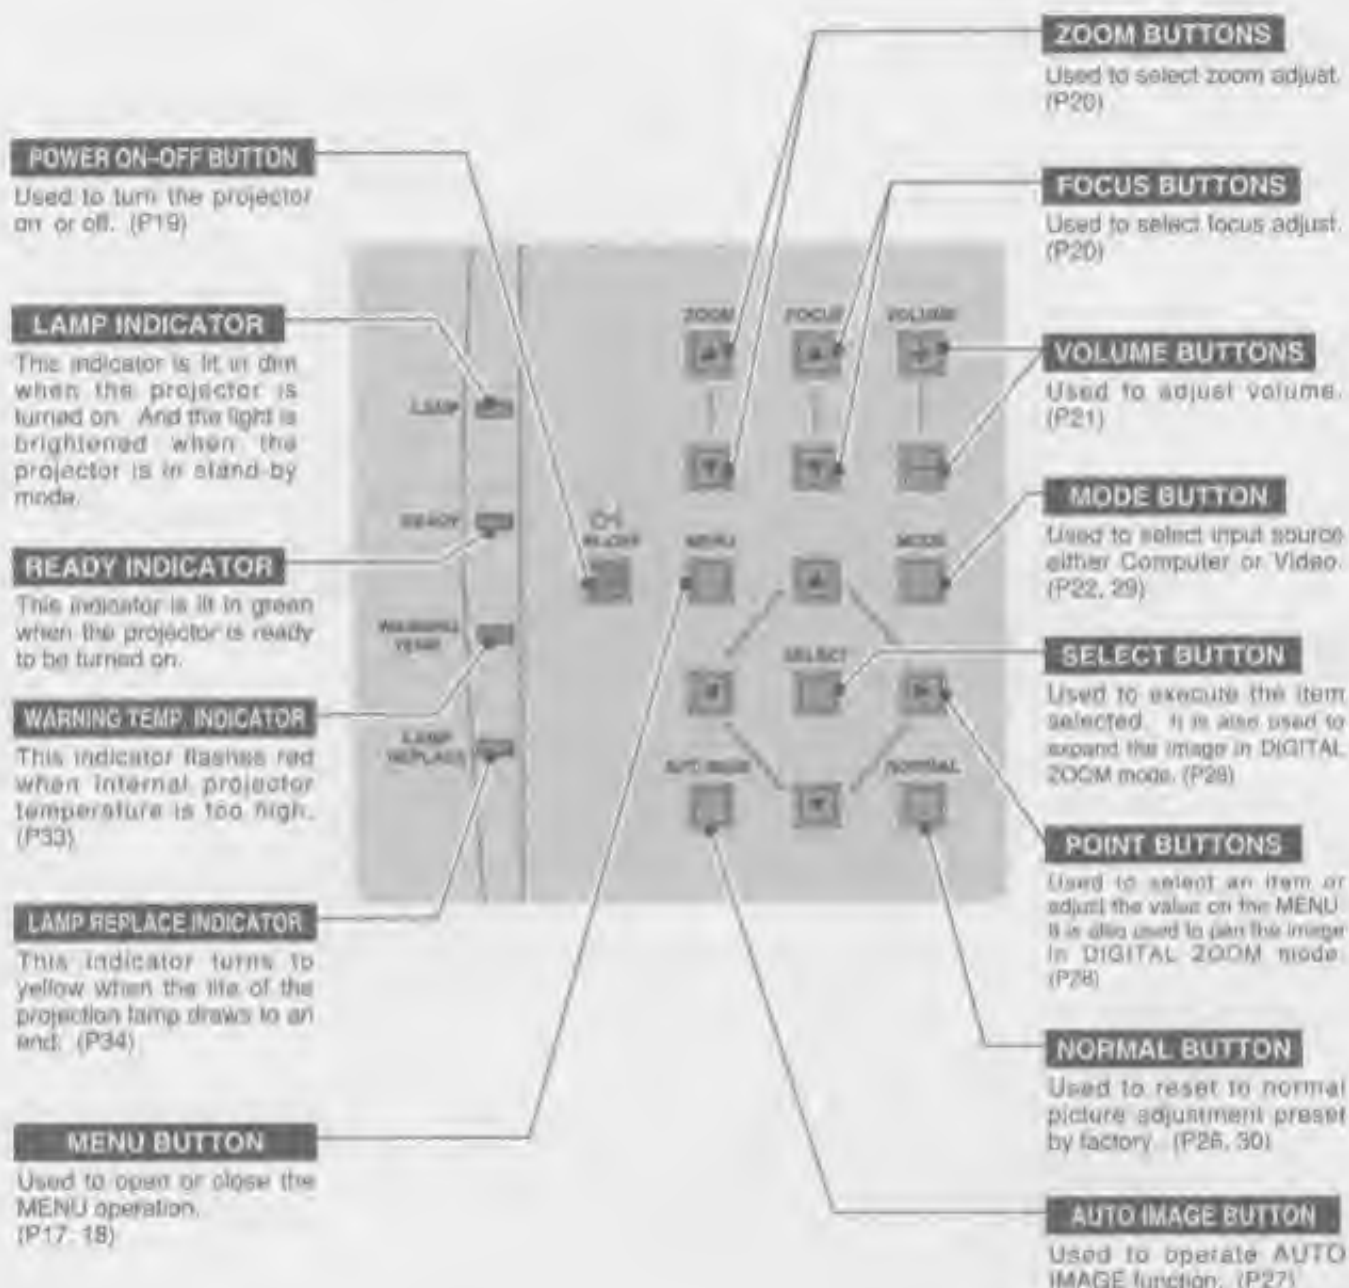 POWER ON–OFF BUTTON
Used to turn the projector
on or off. (P19)
LAMP INDICATOR
This indicator is lit in dim
when the projector is
turned on. And the light is
brightened when the
projector is in stand-by
mode.
READY INDICATOR
This indicator is lit in green
when the projector is ready
to be turned on.
WARNING TEMP. INDICATOR
This indicator flashes red
when internal projector
temperature is too high.
(P33)
LAMP REPLACE INDICATOR
This indicator turns to
yellow when the life of the
projection lamp draws to an
end. (P34)
MENU BUTTON
Used to open or close the
MENU operation.
(P17, 18)
ZOOM
FOCUS
VOLUME
LAMP
READY
ON-OFF
MENU
MODE
WARNING
TEMP.
SELECT
LAMP
REPLACE
AUTO IMAGE
NORMAL
ZOOM BUTTONS
Used to select zoom adjust.
(P20)
FOCUS BUTTONS
Used to select focus adjust.
(P20)
VOLUME BUTTONS
Used to adjust volume.
(P21)
MODE BUTTON
Used to select input source
either Computer or Video.
(P22, 29)
SELECT BUTTON
Used to execute the item
selected. It is also used to
expand the image in DIGITAL
ZOOM mode.
POINT BUTTONS
Used to select an item or
adjust the value on the MENU.
It is also used to pan the image
in DIGITAL ZOOM mode.
NORMAL BUTTON
Used to reset to normal
picture adjustment preset
by factory. (P26, 30)
AUTO IMAGE BUTTON
Used to operate AUTO
IMAGE function. (P27)